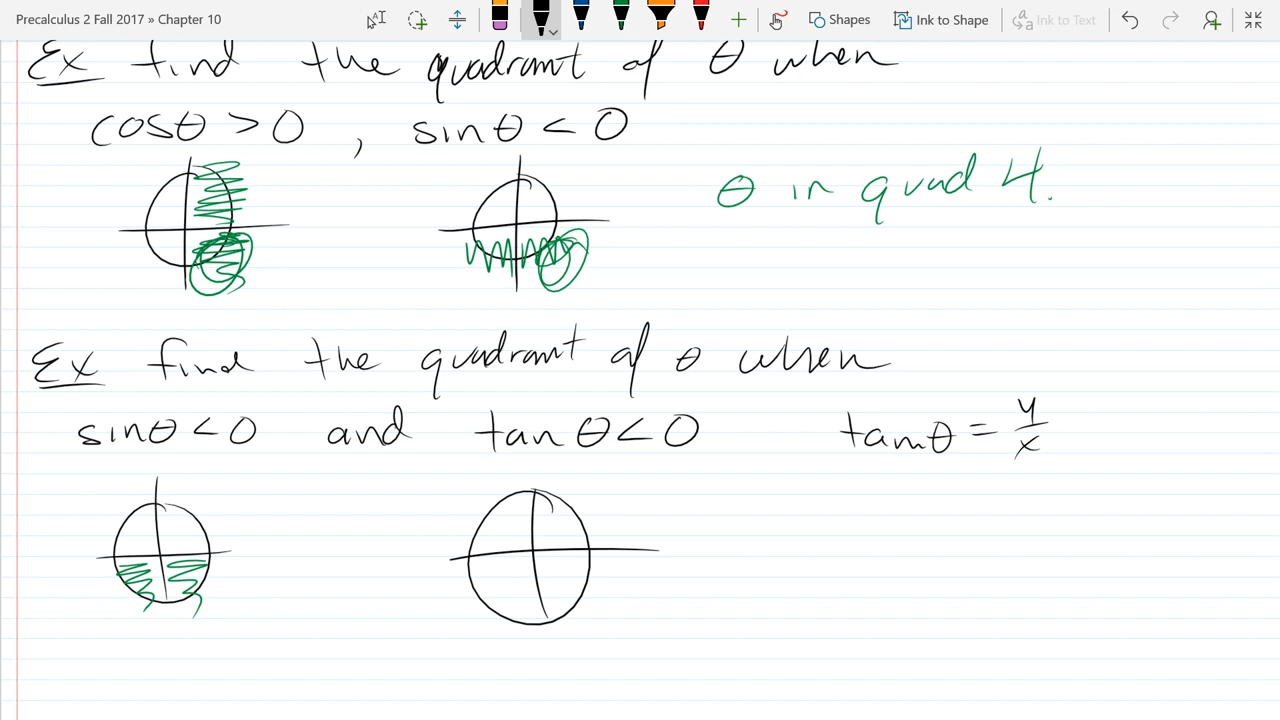 Precalculus 2 Fall 2017 » Chapter 10
Shapes
Ink to Shape
Ink to Text
Ex find the quadrant of θ when
cosθ > 0 , sinθ < 0
θ in quad 4.
Ex find the quadrant of θ when
sinθ < 0 and tan θ < 0 tanθ = y/x